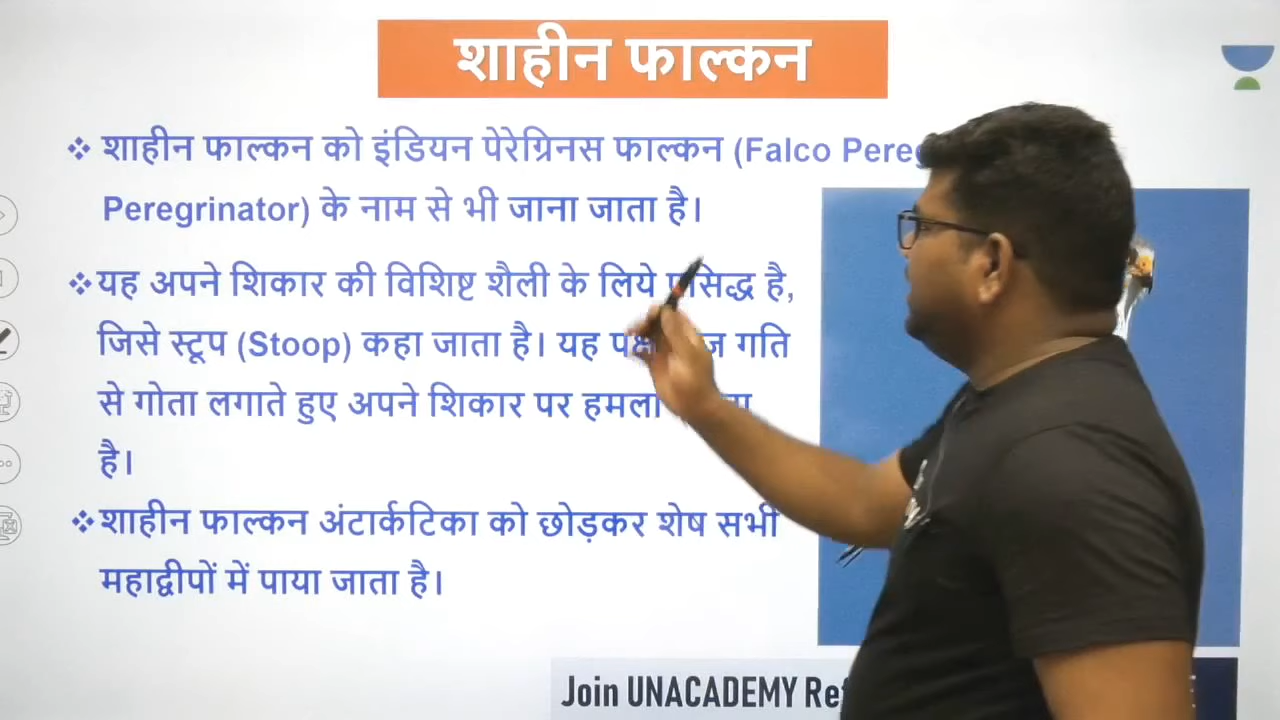 शाहीन फाल्कन
❖ शाहीन फाल्कन को इंडियन पेरेग्रिनस फाल्कन (Falco
Peregrinator) के नाम से भी जाना जाता है।
❖ यह अपने शिकार की विशिष्ट शैली के लिये प्रसिद्ध है,
जिसे स्टूप (Stoop) कहा जाता है। यह गति
से गोता लगाते हुए अपने शिकार पर हमला
है।
❖ शाहीन फाल्कन अंटार्कटिका को छोड़कर शेष सभी
महाद्वीपों में पाया जाता है।
Join UNACADEMY